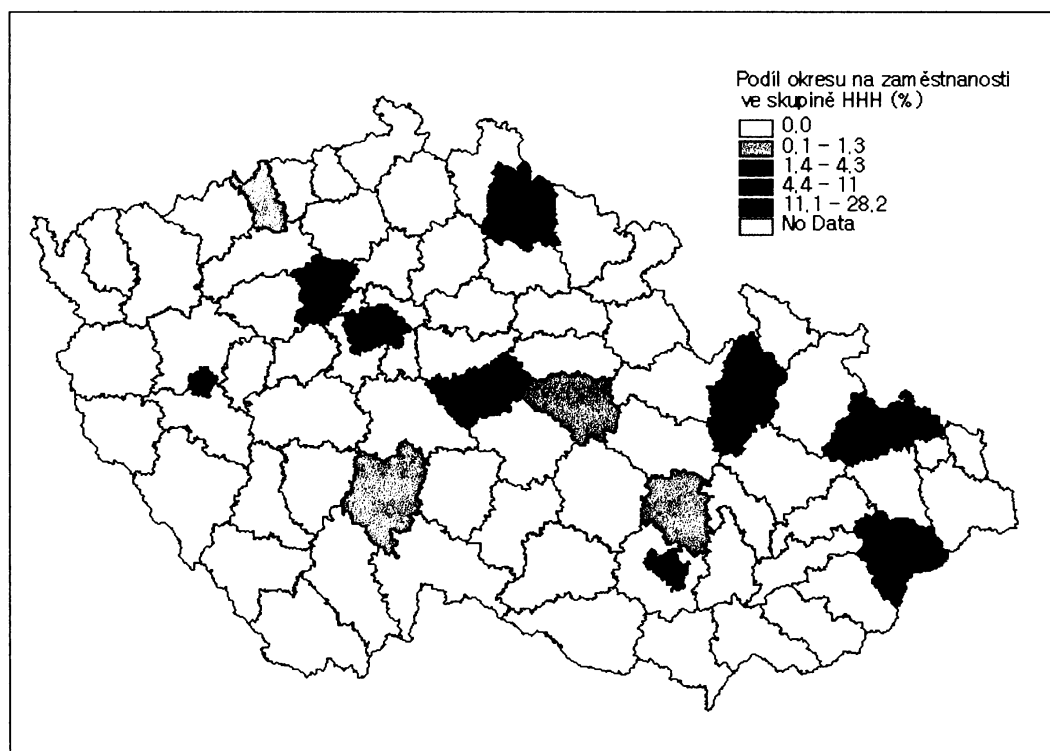 Podíl okresu na zaměstnanosti
ve skupině HHH (%)
0,0
0,1 – 1,3
1,4 – 4,3
4,4 – 11
11,1 – 28,2
No Data